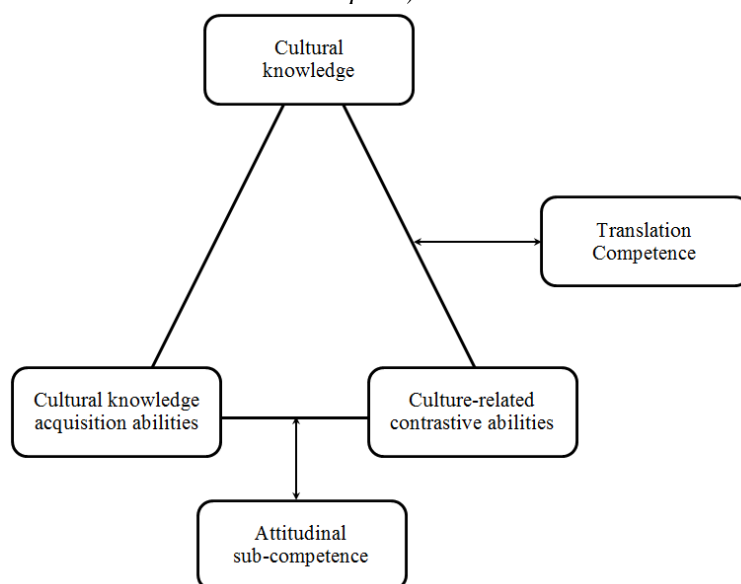 Cultural
knowledge
Translation
Competence
Cultural knowledge
acquisition abilities
Culture-related
contrastive abilities
Attitudinal
sub-competence